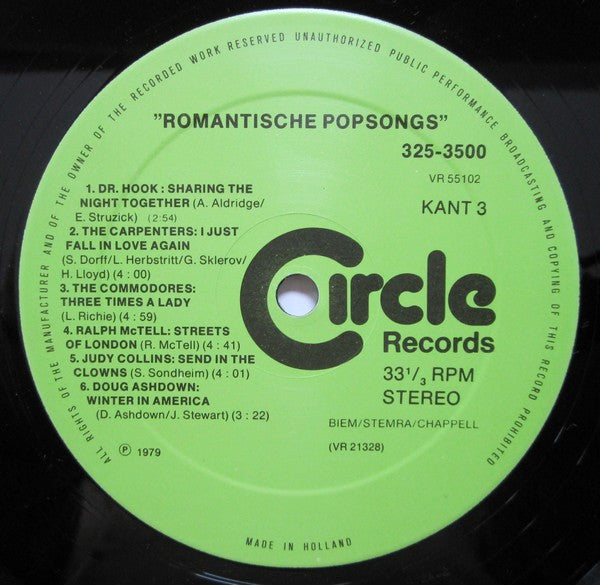 ALL RIGHTS OF THE MANUFACTURER AND OF THE OWNER OF THE RECORDED WORK RESERVED UNAUTHORIZED PUBLIC PERFORMANCE BROADCASTING AND COPYING OF THIS RECORD PROHIBITED
"ROMANTISCHE POPSONGS"
325-3500
VR 55102
KANT 3
1. DR. HOOK : SHARING THE
NIGHT TOGETHER (A. Aldridge/
E. Struzick) (2:54)
2. THE CARPENTERS: I JUST
FALL IN LOVE AGAIN
(S. Dorff/L. Herbstritt/G. Sklerov/
H. Lloyd) (4 : 00)
3. THE COMMODORES:
THREE TIMES A LADY
(L. Richie) (4 : 59)
4. RALPH McTELL: STREETS
OF LONDON (R. McTell) (4 : 41)
5. JUDY COLLINS: SEND IN THE
CLOWNS (S. Sondheim) (4 : 01)
6. DOUG ASHDOWN:
WINTER IN AMERICA
(D. Ashdown/J. Stewart) (3 : 22)
Circle
Records
33 1/3 RPM
STEREO
BIEM/STEMRA/CHAPPELL
(VR 21328)
℗ 1979
MADE IN HOLLAND